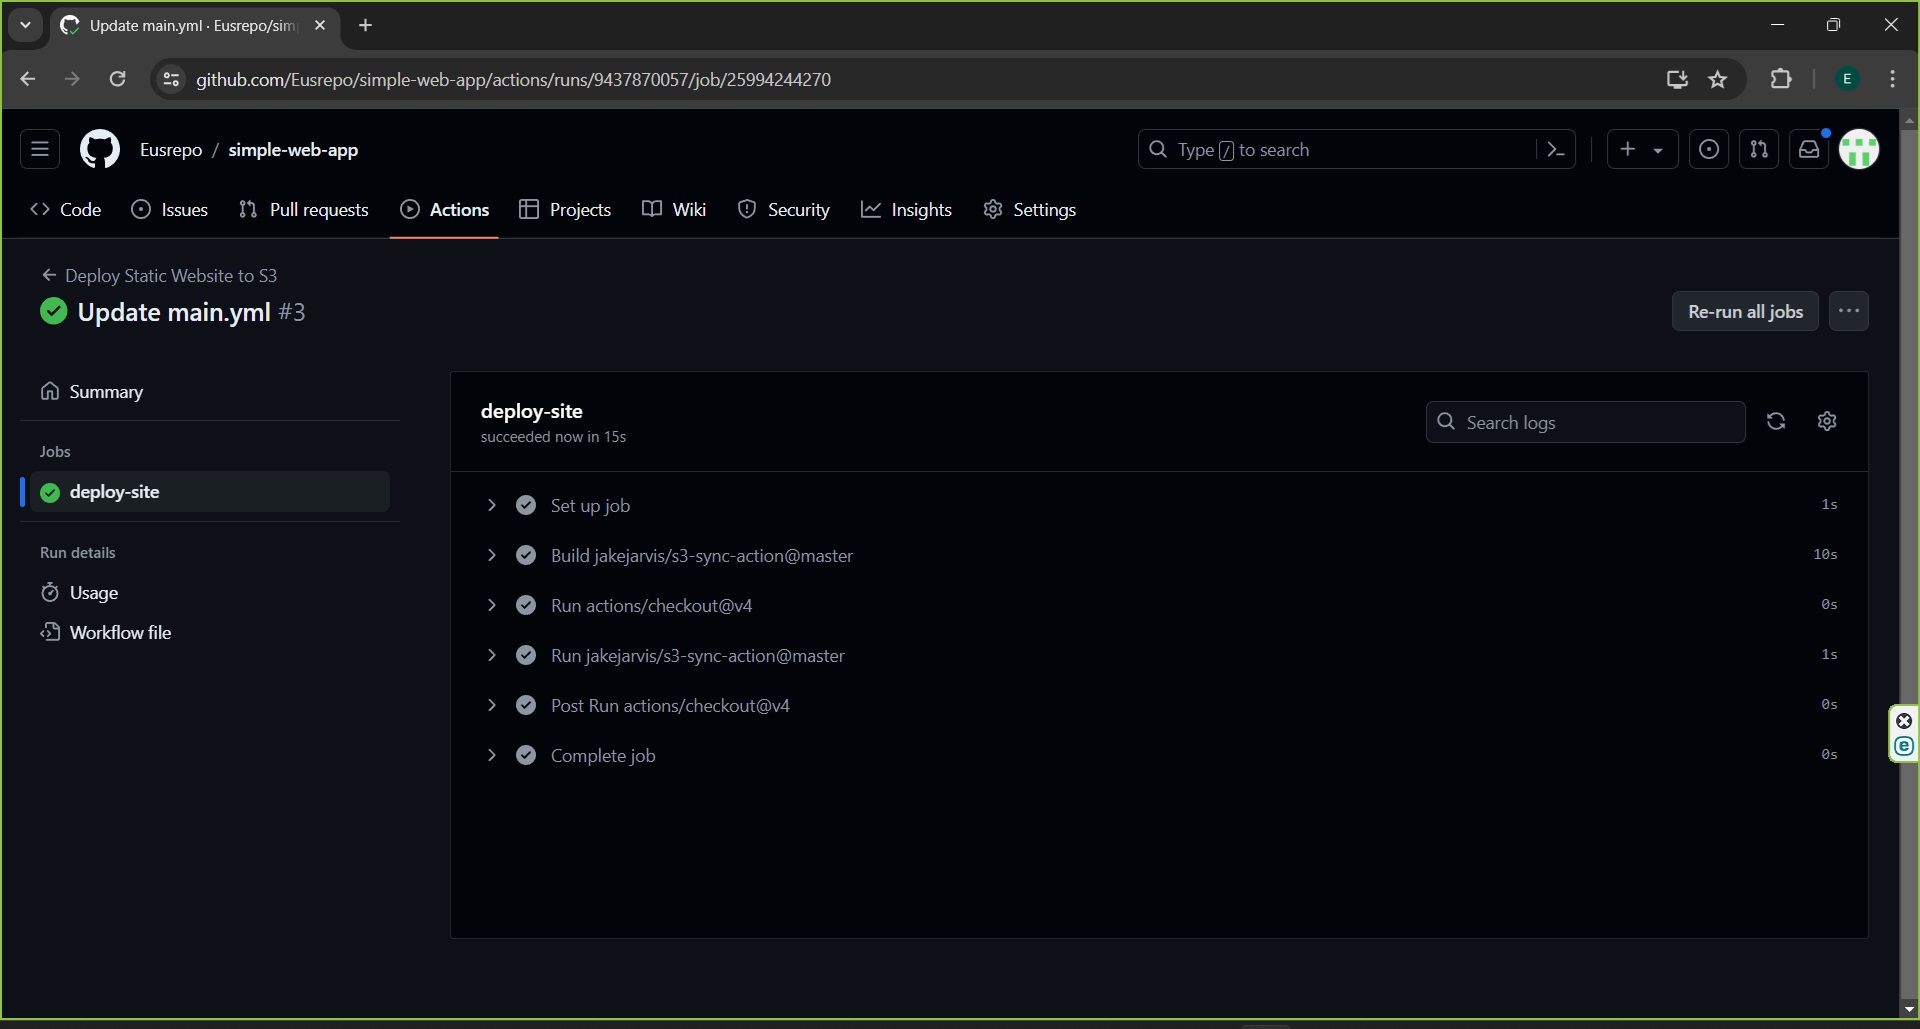 Update main.yml · Eusrepo/sim
github.com/Eusrepo/simple-web-app/actions/runs/9437870057/job/25994244270
E
Eusrepo / simple-web-app
Type / to search
Code
Issues
Pull requests
Actions
Projects
Wiki
Security
Insights
Settings
Deploy Static Website to S3
Update main.yml #3
Re-run all jobs
Summary
Jobs
deploy-site
Run details
Usage
Workflow file
deploy-site
succeeded now in 15s
Search logs
Set up job 1s
Build jakejarvis/s3-sync-action@master 10s
Run actions/checkout@v4 0s
Run jakejarvis/s3-sync-action@master 1s
Post Run actions/checkout@v4 0s
Complete job 0s